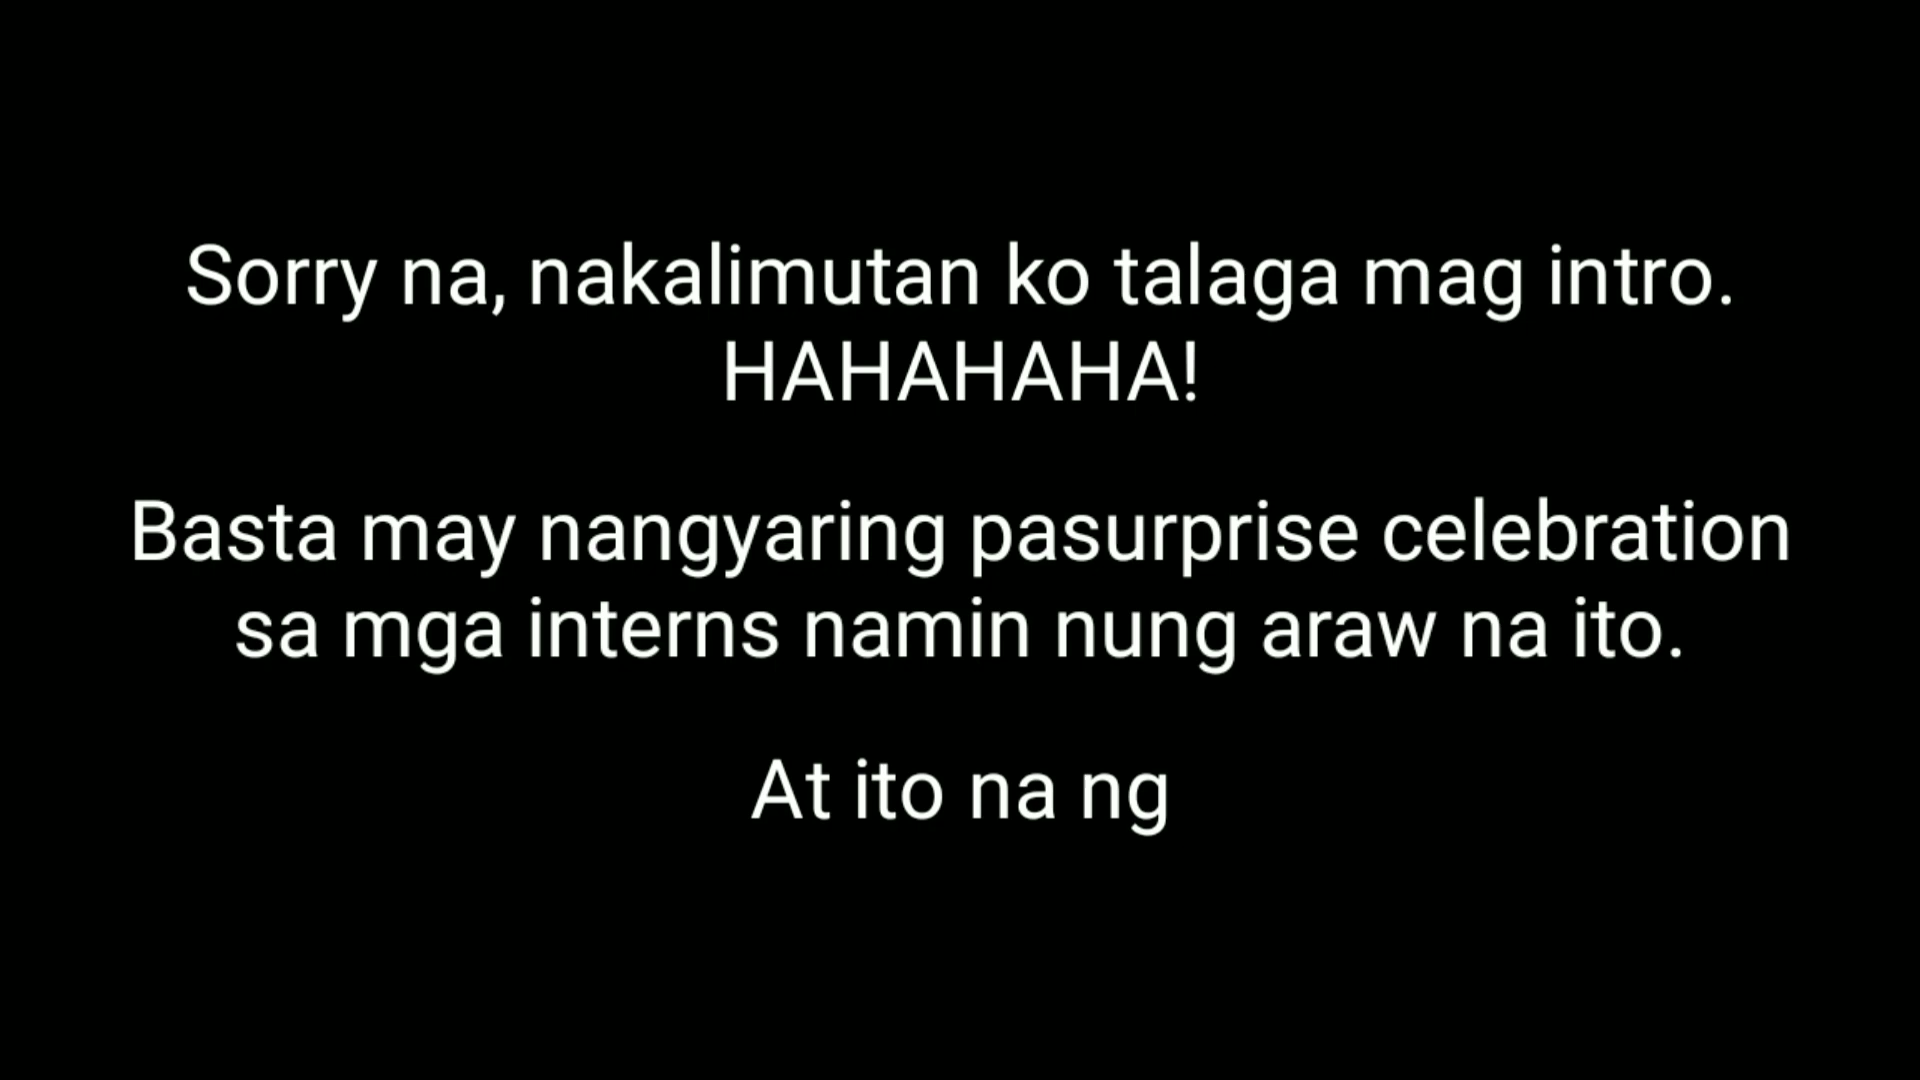 Sorry na, nakalimutan ko talaga mag intro.
HAHAHAHA!
Basta may nangyaring pasurprise celebration
sa mga interns namin nung araw na ito.
At ito na ng